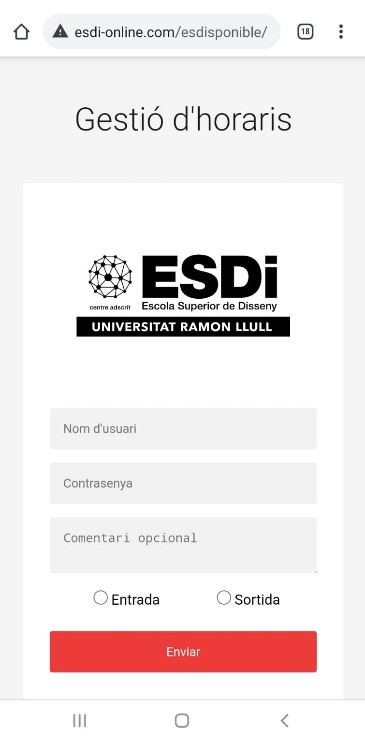 esdi-online.com/esdisponible/
18
Gestió d'horaris
ESDi
centre adscrit
Escola Superior de Disseny
UNIVERSITAT RAMON LLULL
Nom d'usuari
Contrasenya
Comentari opcional
Entrada
Sortida
Enviar